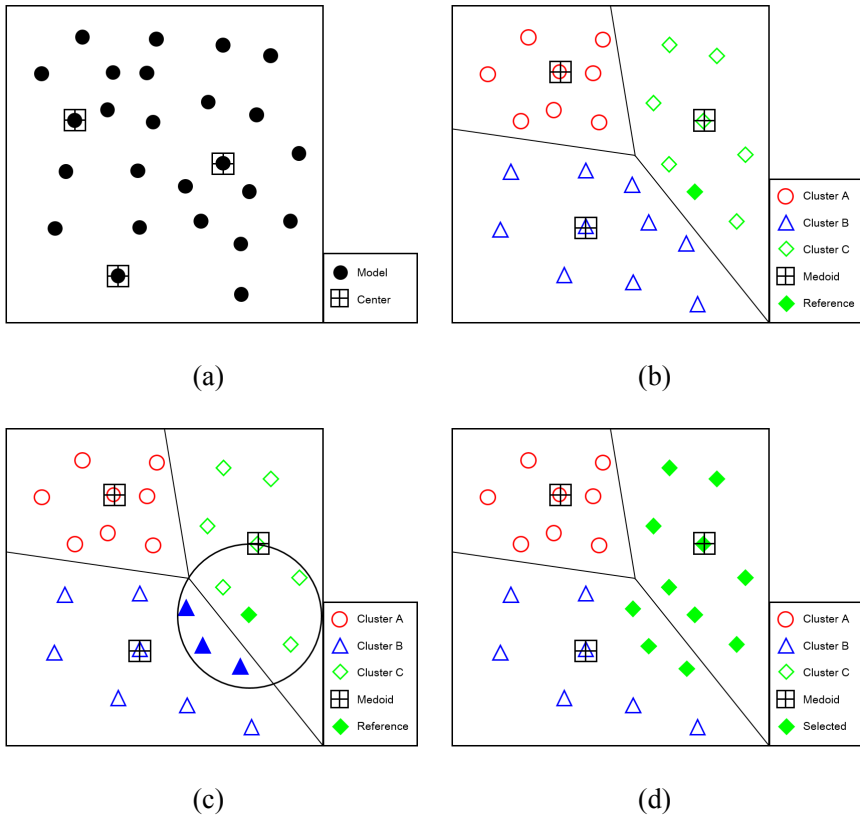 Model
Center
(a)
Cluster A
Cluster B
Cluster C
Medoid
Reference
(b)
Cluster A
Cluster B
Cluster C
Medoid
Reference
(c)
Cluster A
Cluster B
Cluster C
Medoid
Selected
(d)